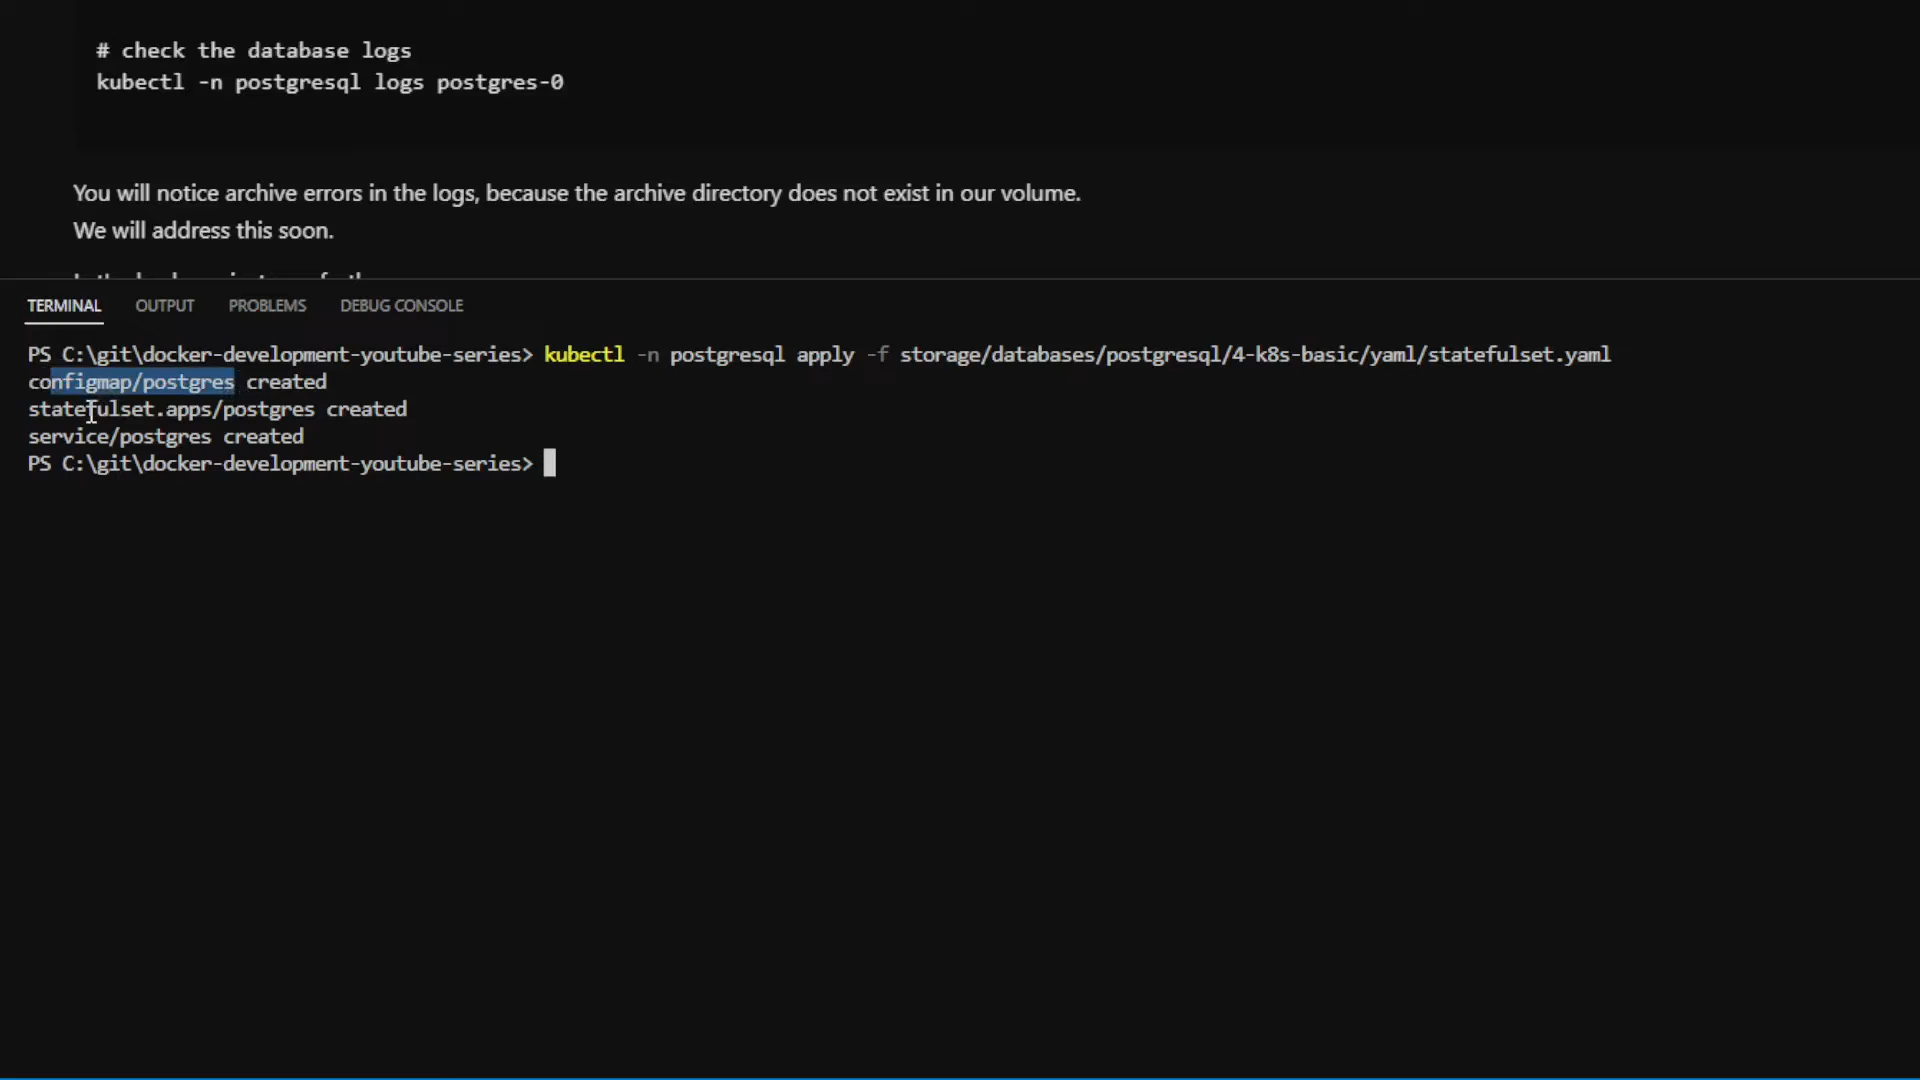 # check the database logs
kubectl -n postgresql logs postgres-0
You will notice archive errors in the logs, because the archive directory does not exist in our volume.
We will address this soon.
TERMINAL OUTPUT PROBLEMS DEBUG CONSOLE
PS C:\git\docker-development-youtube-series> kubectl -n postgresql apply -f storage/databases/postgresql/4-k8s-basic/yaml/statefulset.yaml
configmap/postgres created
statefulset.apps/postgres created
service/postgres created
PS C:\git\docker-development-youtube-series>